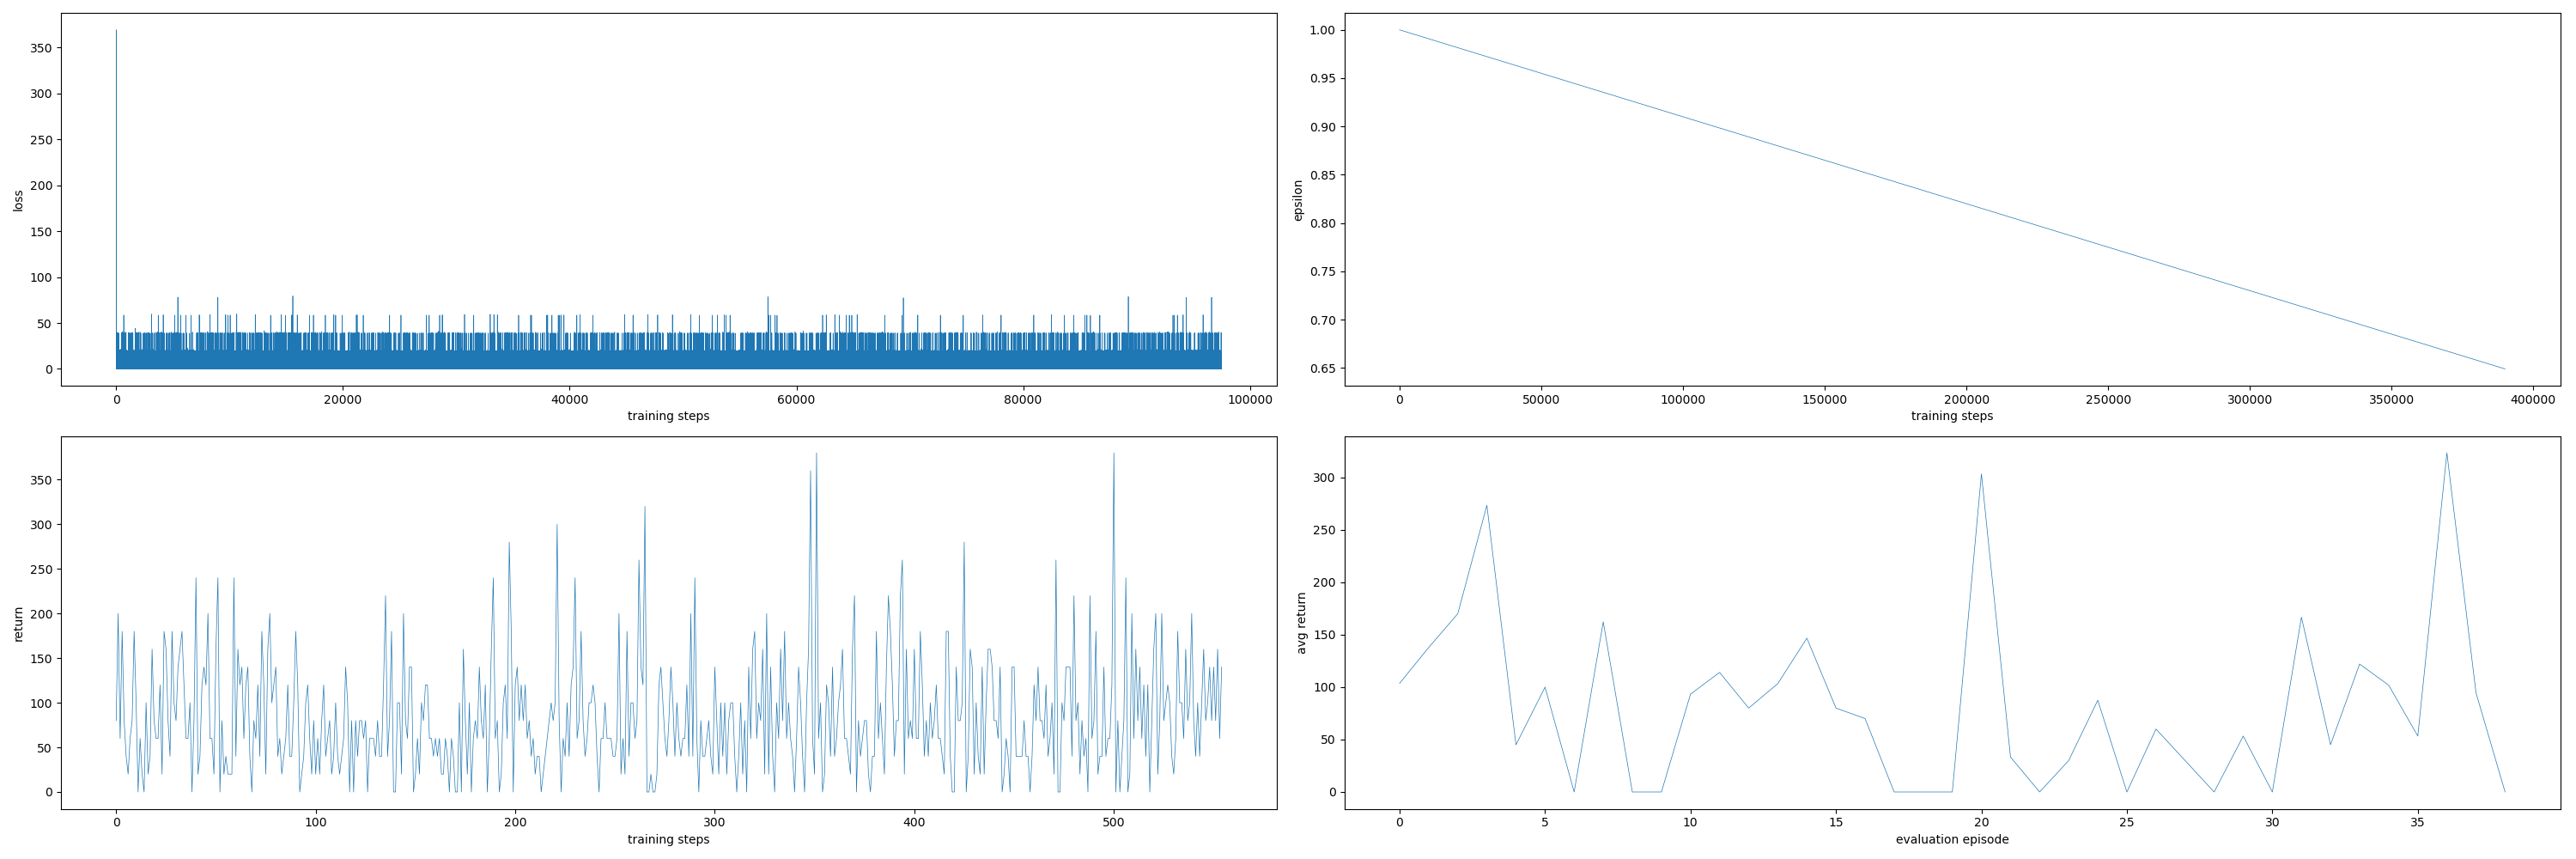 350
300
250
200
150
100
50
0
loss
0 20000 40000 60000 80000 100000
training steps
1.00
0.95
0.90
0.85
0.80
0.75
0.70
0.65
epsilon
0 50000 100000 150000 200000 250000 300000 350000 400000
training steps
350
300
250
200
150
100
50
0
return
0 100 200 300 400 500
training steps
300
250
200
150
100
50
0
avg return
0 5 10 15 20 25 30 35
evaluation episode